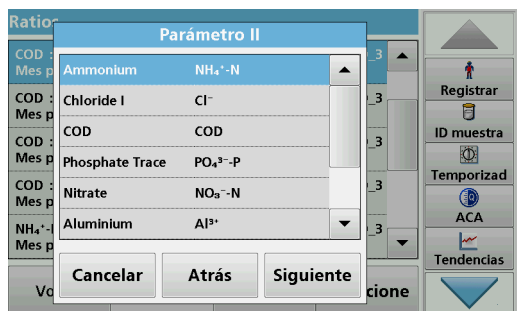 Ratios
Parámetro II
COD :
Mes p
_3
Ammonium NH₄⁺-N
COD :
Mes p
_3
Chloride I Cl⁻
COD :
Mes p
_3
COD COD
Phosphate Trace PO₄³⁻-P
COD :
Mes p
_3
Nitrate NO₃⁻-N
NH₄⁺-
Mes p
_3
Aluminium Al³⁺
Cancelar Atrás Siguiente
Vo
cione
Registrar
ID muestra
Temporizad
ACA
Tendencias